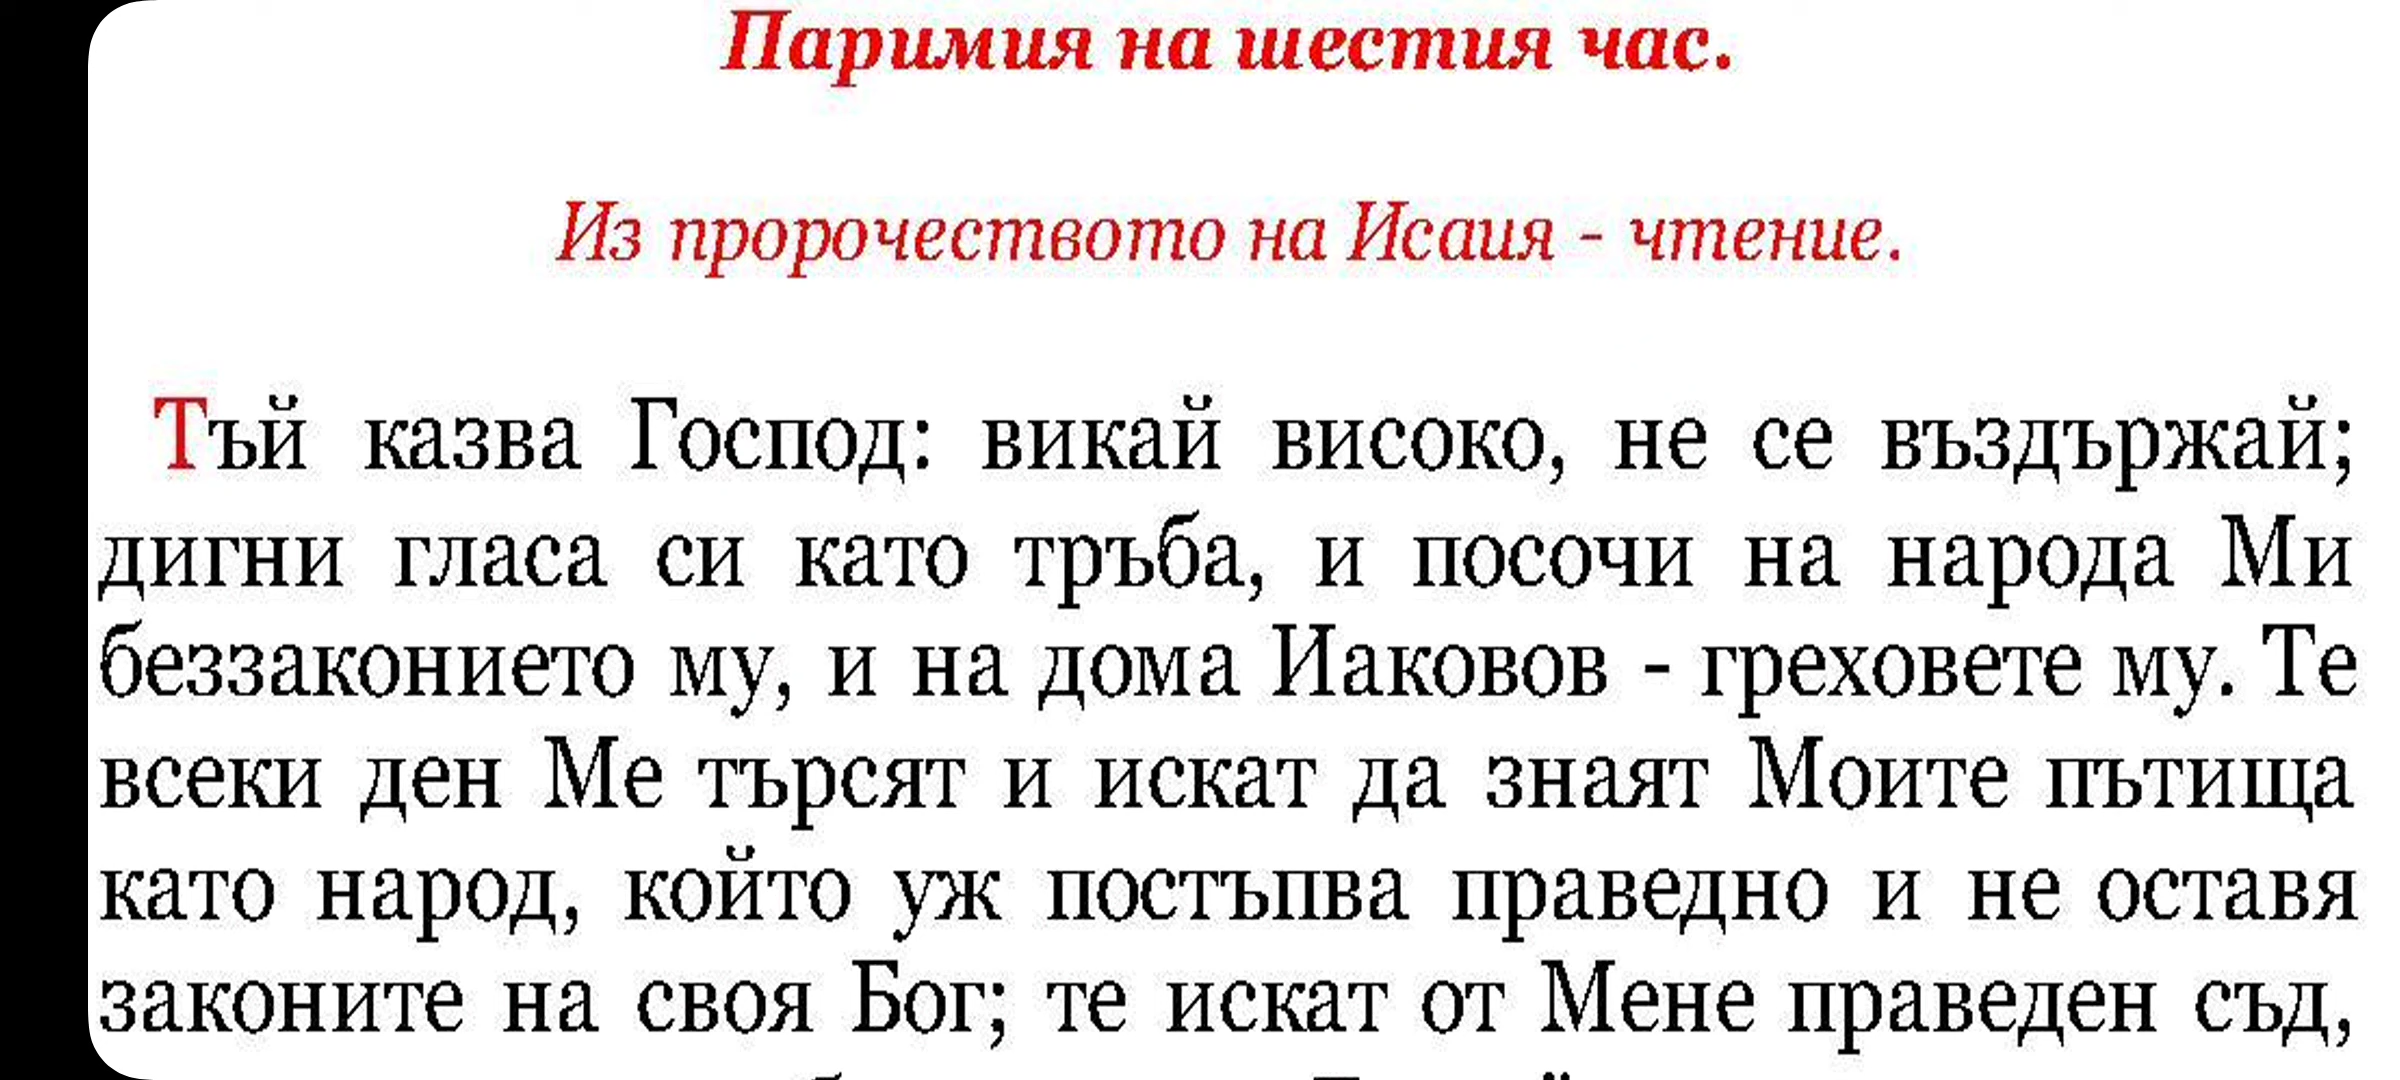 Паримия на шестия час.
Из пророчеството на Исаия - чтение.
Тъй казва Господ: викай високо, не се въздържай;
дигни гласа си като тръба, и посочи на народа Ми
беззаконието му, и на дома Иаковов - греховете му. Те
всеки ден Ме търсят и искат да знаят Моите пътища
като народ, който уж постъпва праведно и не оставя
законите на своя Бог; те искат от Мене праведен съд,